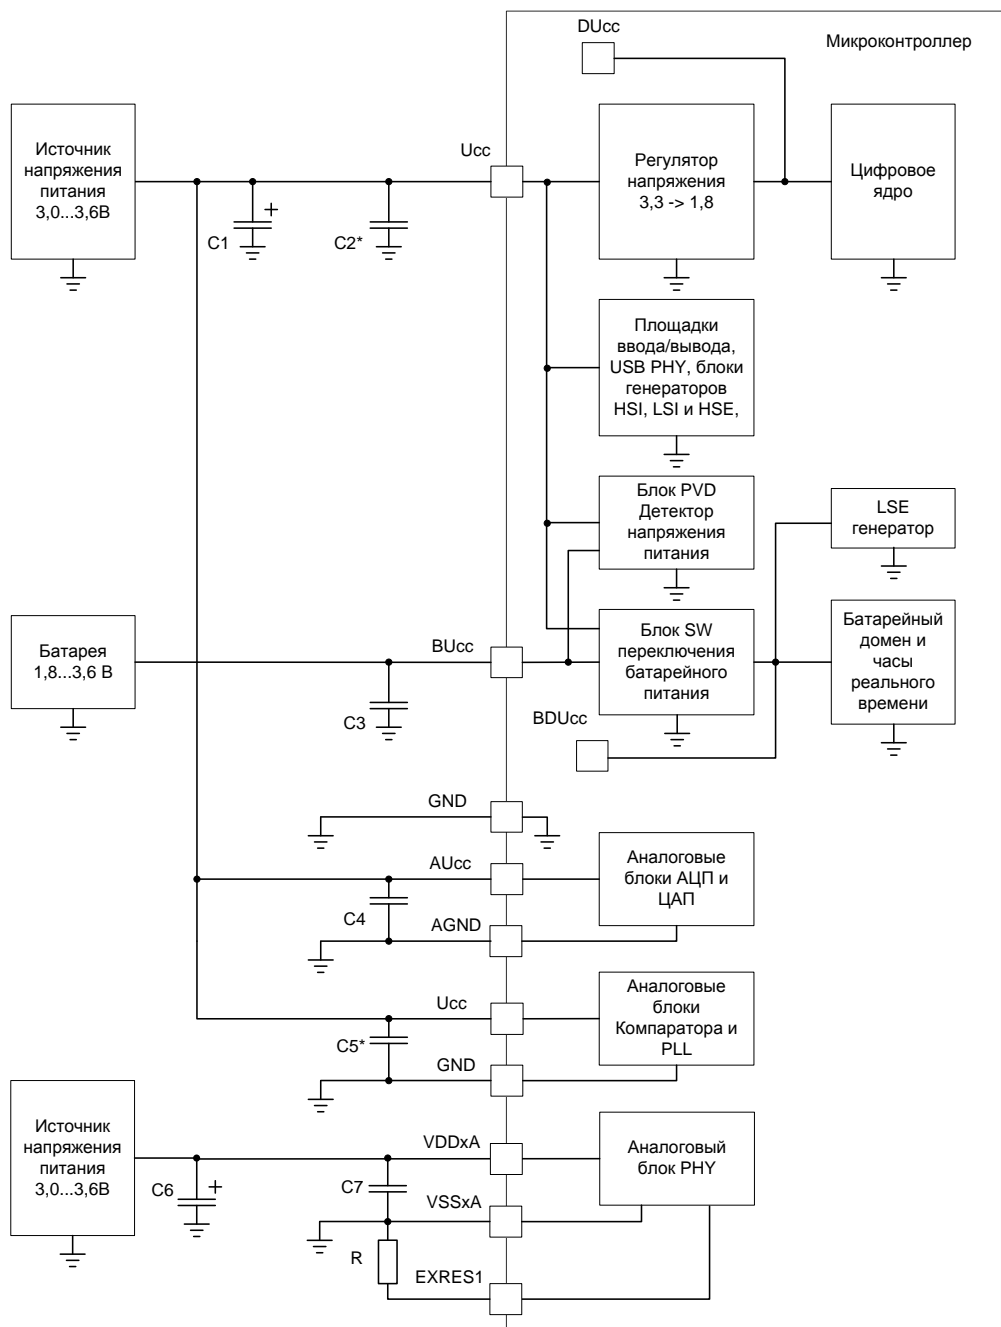 DUcc
Микроконтроллер
Источник
напряжения
питания
3,0...3,6В
Ucc
Регулятор
напряжения
3,3 -> 1,8
Цифровое
ядро
C1
+
C2*
Площадки
ввода/вывода,
USB PHY, блоки
генераторов
HSI, LSI и HSE,
Блок PVD
Детектор
напряжения
питания
LSE
генератор
Батарея
1,8...3,6 В
BUcc
C3
Блок SW
переключения
батарейного
питания
Батарейный
домен и
часы
реального
времени
BDUcc
GND
AUcc
C4
AGND
Аналоговые
блоки АЦП и
ЦАП
Ucc
C5*
GND
Аналоговые
блоки
Компаратора и
PLL
Источник
напряжения
питания
3,0...3,6В
C6
+
VDDxA
C7
VSSxA
R
EXRES1
Аналоговый
блок PHY